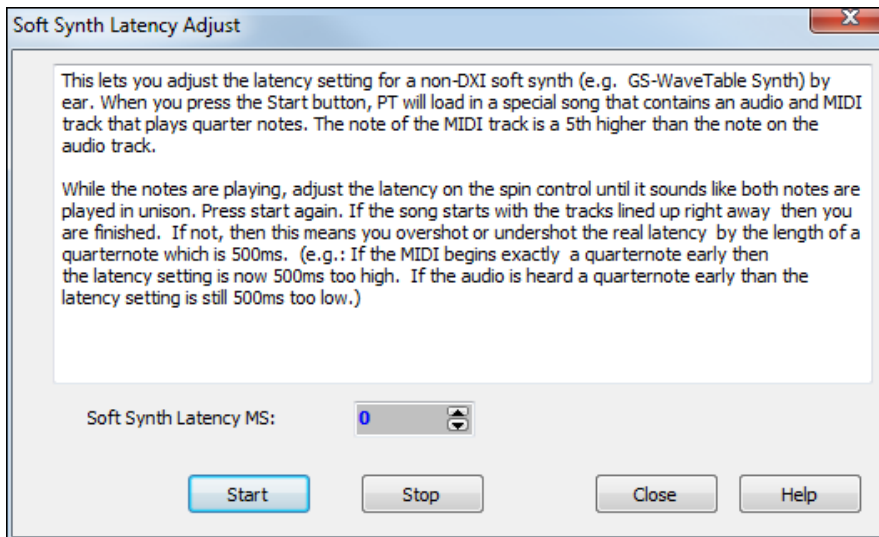 Soft Synth Latency Adjust
This lets you adjust the latency setting for a non-DXI soft synth (e.g.  GS-WaveTable Synth) by
ear. When you press the Start button, PT will load in a special song that contains an audio and MIDI
track that plays quarter notes. The note of the MIDI track is a 5th higher than the note on the
audio track.
While the notes are playing, adjust the latency on the spin control until it sounds like both notes are
played in unison. Press start again. If the song starts with the tracks lined up right away  then you
are finished.  If not, then this means you overshot or undershot the real latency  by the length of a
quarternote which is 500ms.  (e.g.: If the MIDI begins exactly  a quarternote early then
the latency setting is now 500ms too high.  If the audio is heard a quarternote early than the
latency setting is still 500ms too low.)
Soft Synth Latency MS:
0
Start
Stop
Close
Help